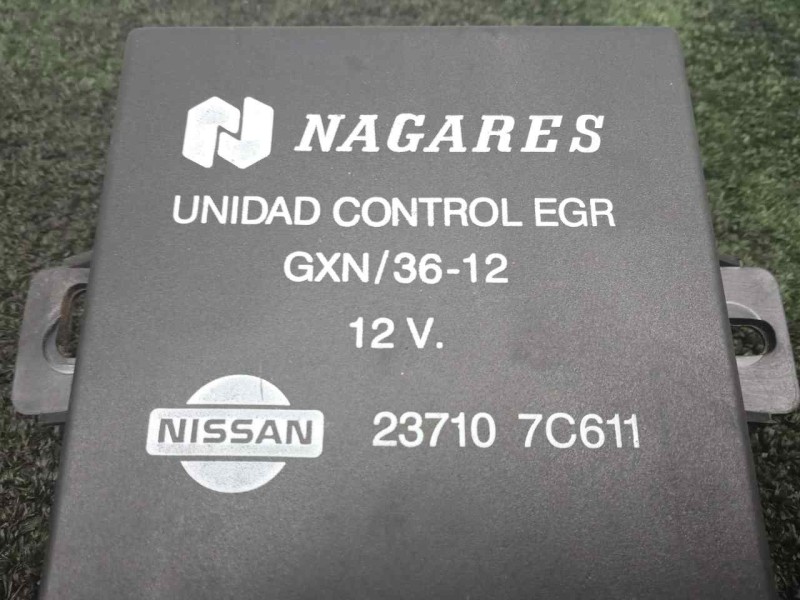 NAGARES
UNIDAD CONTROL EGR
GXN/36-12
12 V.
NISSAN 23710 7C611